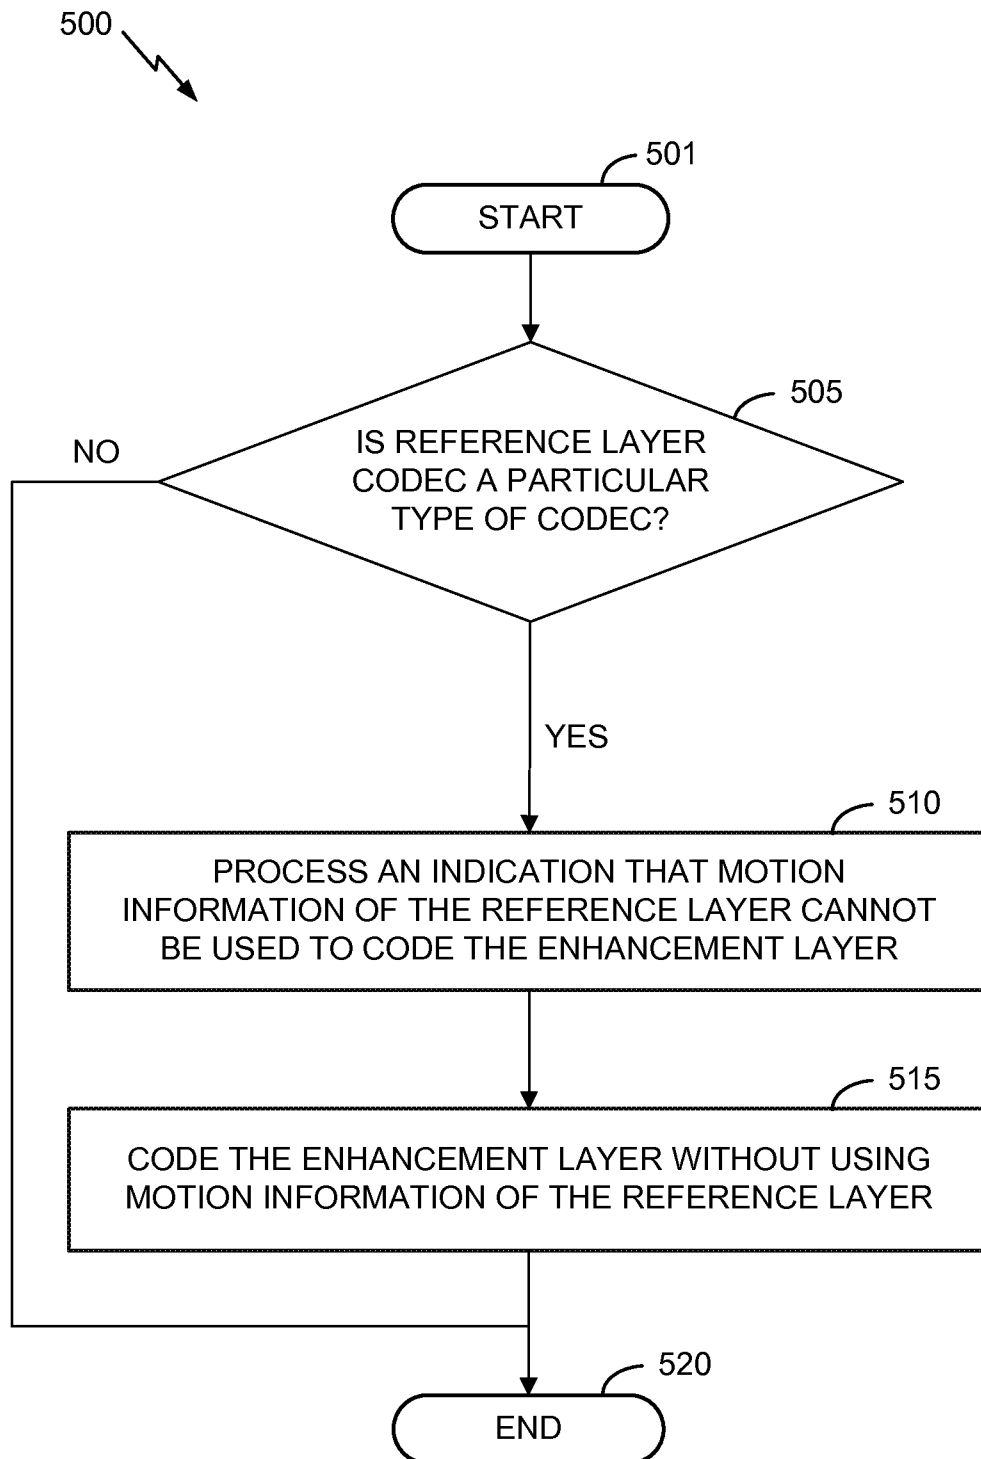 500
501
START
505
IS REFERENCE LAYER
CODEC A PARTICULAR
TYPE OF CODEC?
NO
YES
510
PROCESS AN INDICATION THAT MOTION
INFORMATION OF THE REFERENCE LAYER CANNOT
BE USED TO CODE THE ENHANCEMENT LAYER
515
CODE THE ENHANCEMENT LAYER WITHOUT USING
MOTION INFORMATION OF THE REFERENCE LAYER
520
END